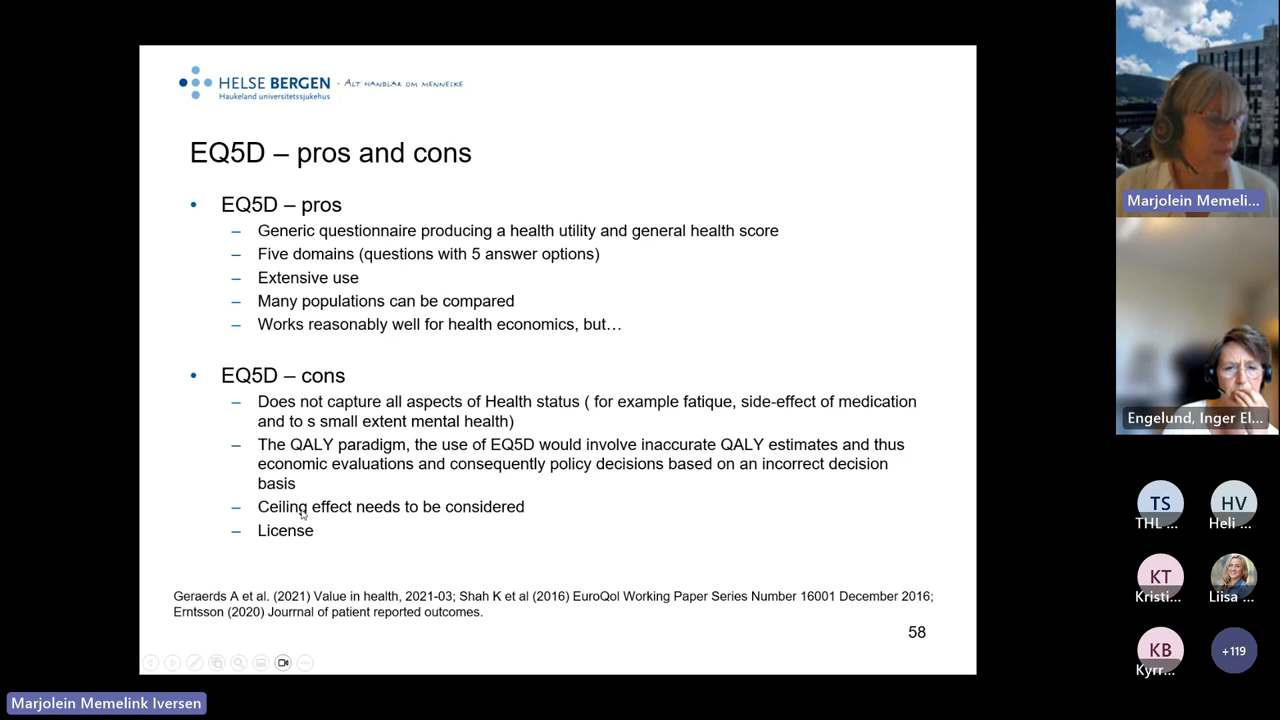 HELSE BERGEN - ALT HANDLAR OM MENNESKE
Haukeland universitetssjukehus
EQ5D – pros and cons
• EQ5D – pros
– Generic questionnaire producing a health utility and general health score
– Five domains (questions with 5 answer options)
– Extensive use
– Many populations can be compared
– Works reasonably well for health economics, but…
• EQ5D – cons
– Does not capture all aspects of Health status ( for example fatique, side-effect of medication
and to s small extent mental health)
– The QALY paradigm, the use of EQ5D would involve inaccurate QALY estimates and thus
economic evaluations and consequently policy decisions based on an incorrect decision
basis
– Ceiling effect needs to be considered
– License
Geraerds A et al. (2021) Value in health, 2021-03; Shah K et al (2016) EuroQol Working Paper Series Number 16001 December 2016;
Erntsson (2020) Jourrnal of patient reported outcomes.
58
Marjolein Memelink Iversen
Marjolein Memeli...
Engelund, Inger El...
TS
THL ...
HV
Heli ...
KT
Kristi...
Liisa ...
KB
Kyrr...
+119